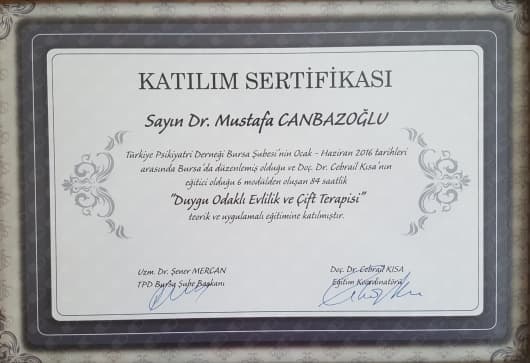 KATILIM SERTİFİKASI
Sayın Dr. Mustafa CANBAZOĞLU
Türkiye Psikiyatri Derneği Bursa Şubesi'nin Ocak - Haziran 2016 tarihleri
arasında Bursa'da düzenlemiş olduğu ve Doç. Dr. Cebrail Kısa'nın
eğitici olduğu 6 modülden oluşan 84 saatlik
"Duygu Odaklı Evlilik ve Çift Terapisi"
teorik ve uygulamalı eğitimine katılmıştır.
Uzm. Dr. Şener MERCAN
TPD Bursa Şube Başkanı
Doç. Dr. Cebrail KISA
Eğitim Koordinatörü